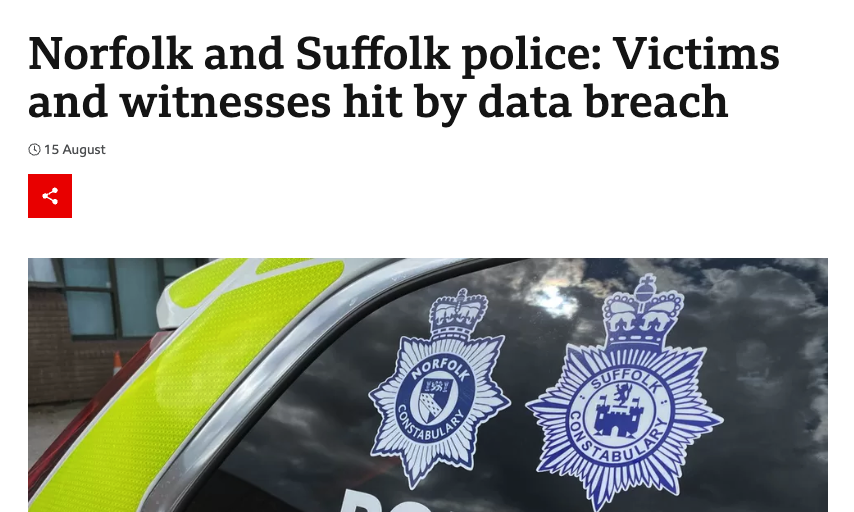 Norfolk and Suffolk police: Victims
and witnesses hit by data breach
15 August
NORFOLK
CONSTABULARY
SUFFOLK
CONSTABULARY